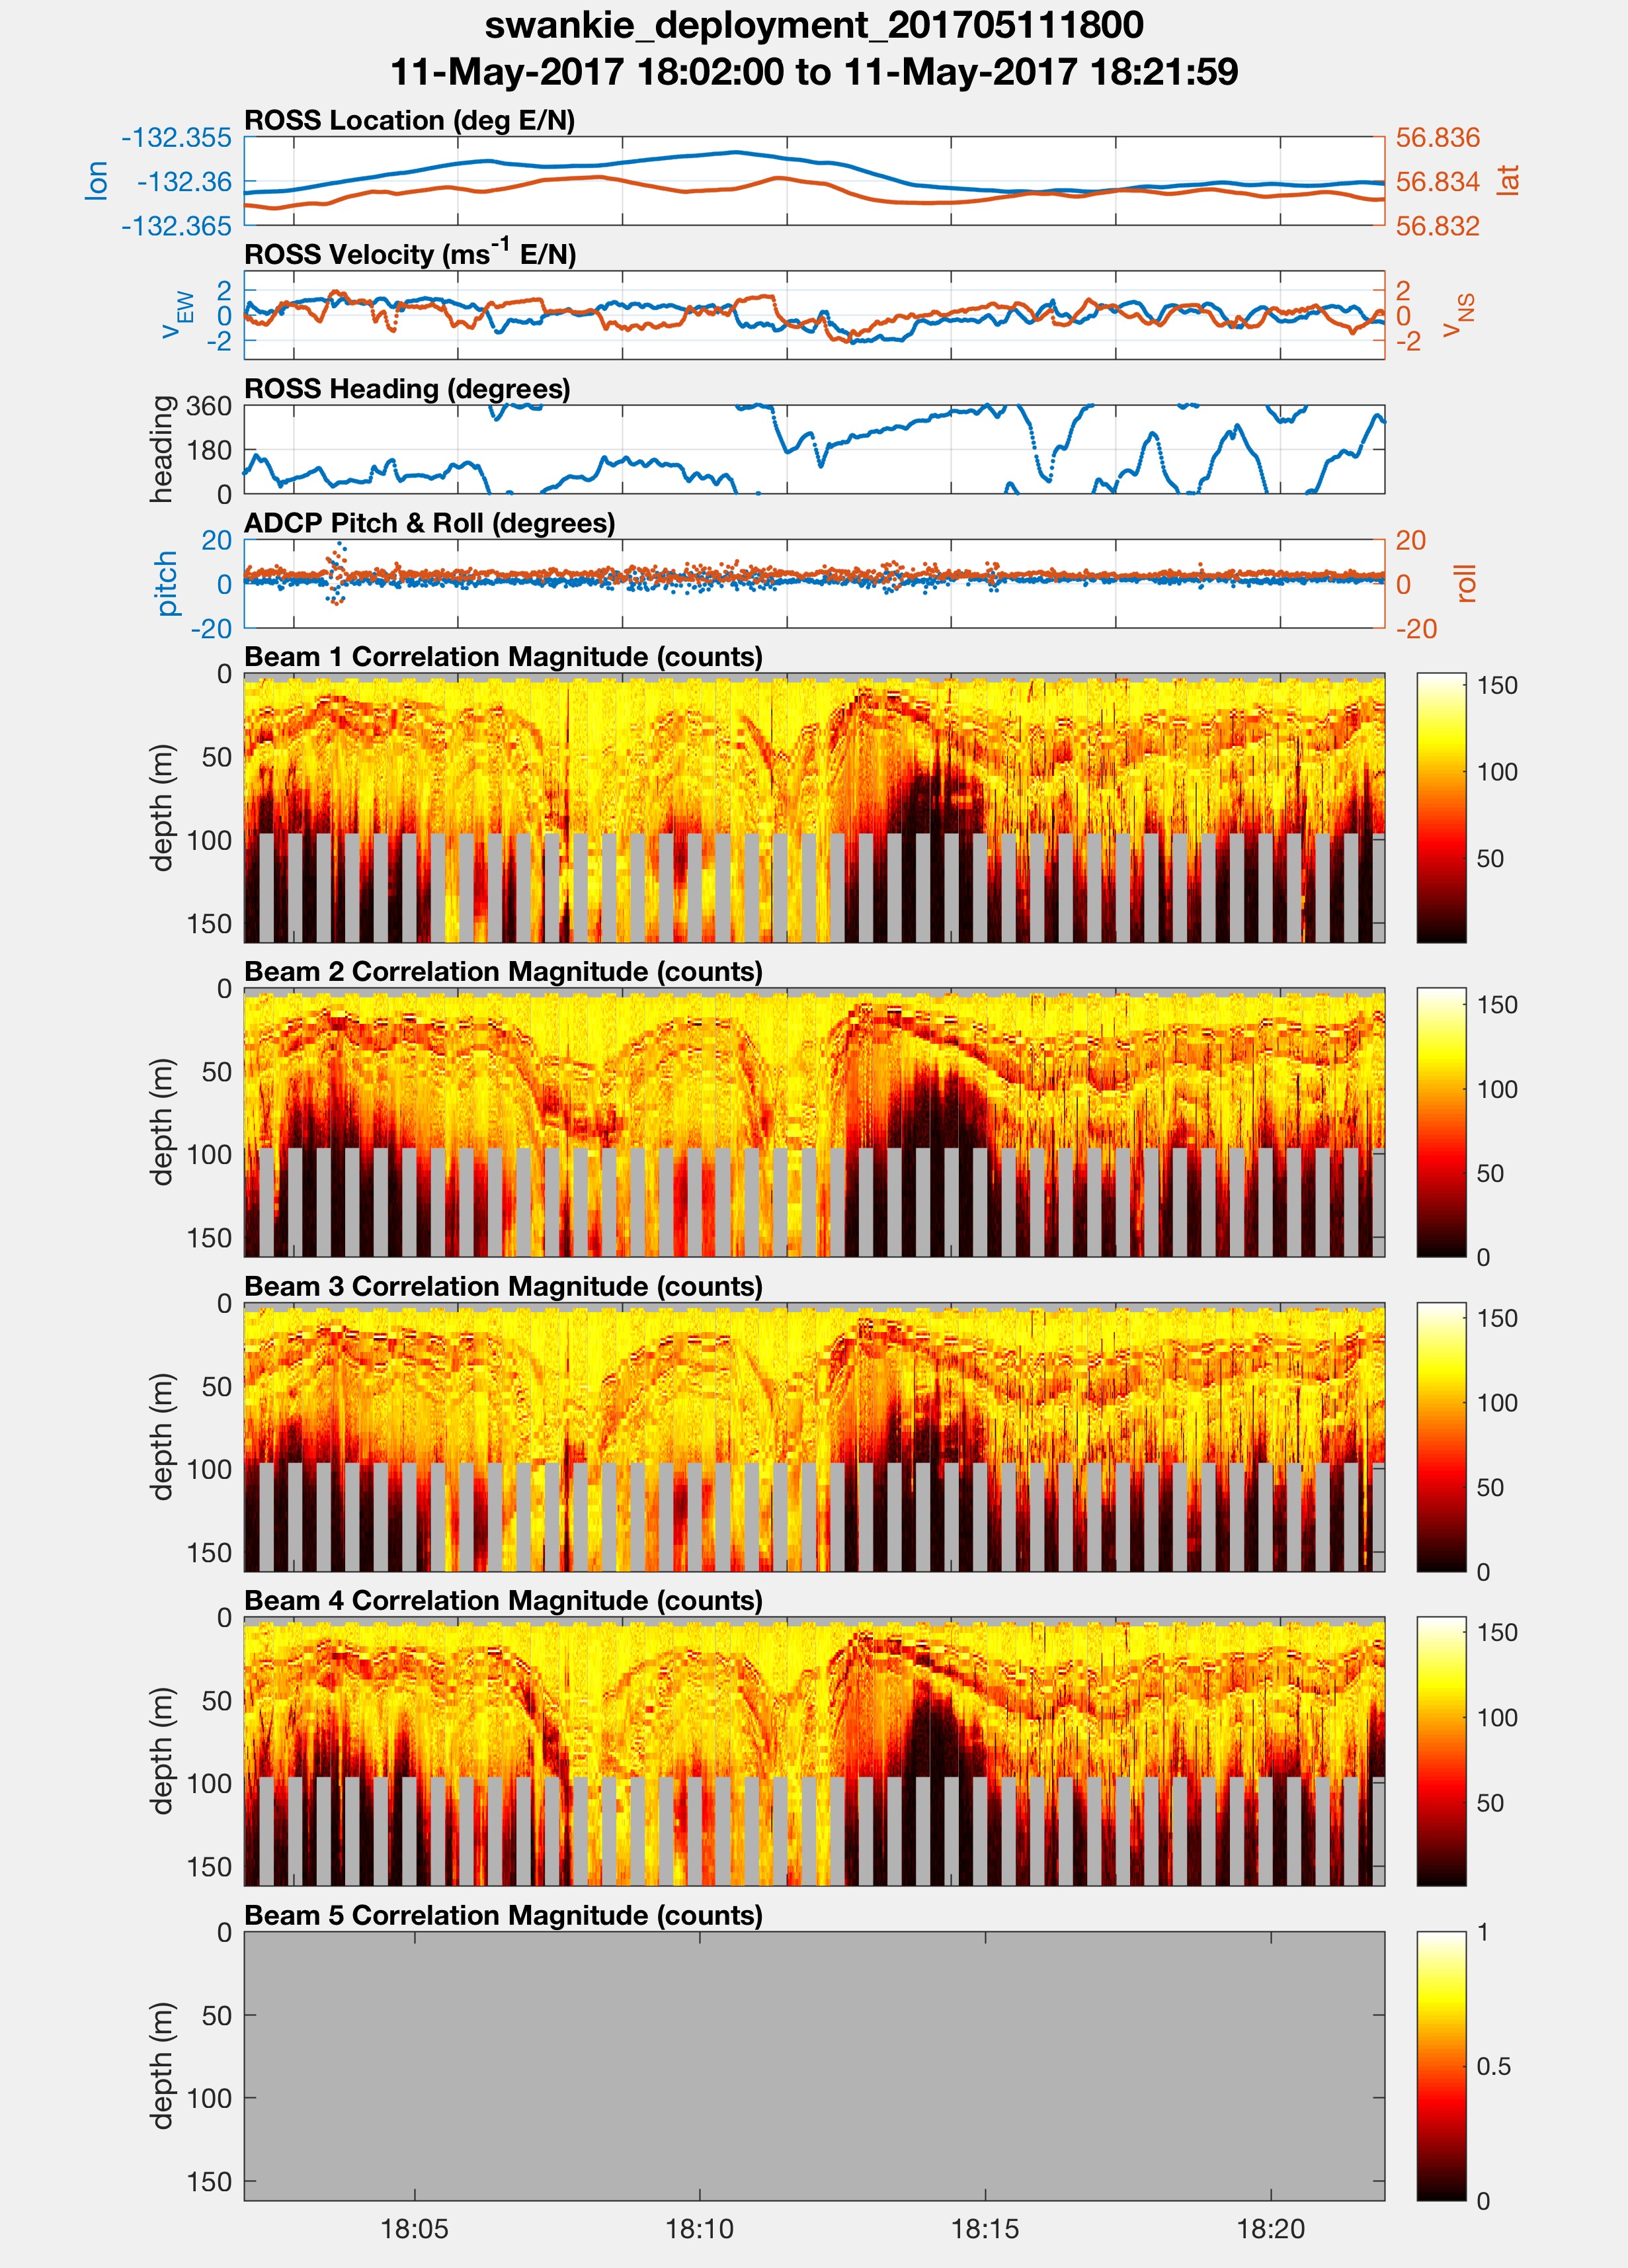 swankie_deployment_201705111800
11-May-2017 18:02:00 to 11-May-2017 18:21:59
ROSS Location (deg E/N)
-132.355
-132.36
-132.365
lon
56.836
56.834
56.832
lat
ROSS Velocity (ms-1 E/N)
2
0
-2
vEW
2
0
-2
vNS
ROSS Heading (degrees)
360
180
0
heading
ADCP Pitch & Roll (degrees)
20
0
-20
pitch
20
0
-20
roll
Beam 1 Correlation Magnitude (counts)
0
50
100
150
depth (m)
150
100
50
Beam 2 Correlation Magnitude (counts)
0
50
100
150
depth (m)
150
100
50
0
Beam 3 Correlation Magnitude (counts)
0
50
100
150
depth (m)
150
100
50
0
Beam 4 Correlation Magnitude (counts)
0
50
100
150
depth (m)
150
100
50
Beam 5 Correlation Magnitude (counts)
0
50
100
150
depth (m)
1
0.5
0
18:05 18:10 18:15 18:20